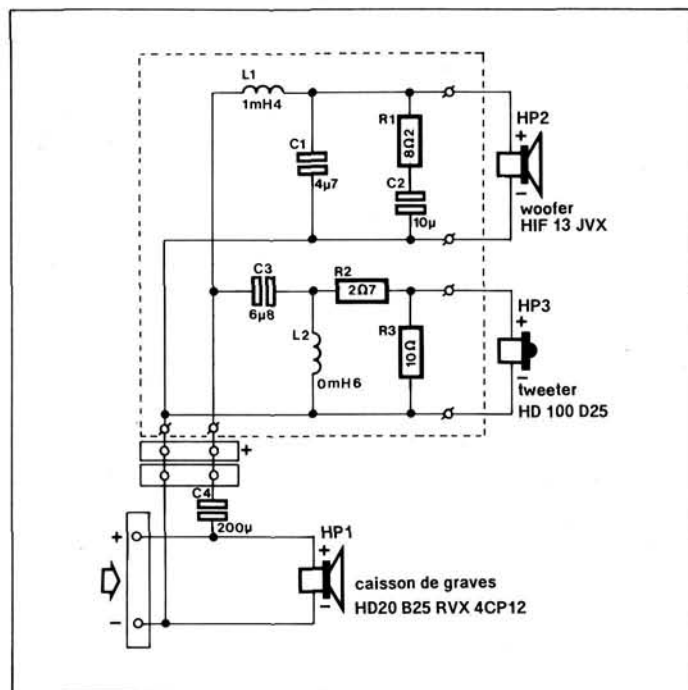 L1
1mH4
C1
4µ7
R1
8Ω2
C2
10µ
HP2
+
−
woofer
HIF 13 JVX
C3
6µ8
R2
2Ω7
L2
0mH6
R3
10Ω
HP3
+
−
tweeter
HD 100 D25
+
C4
200µ
+
−
HP1
+
−
caisson de graves
HD20 B25 RVX 4CP12